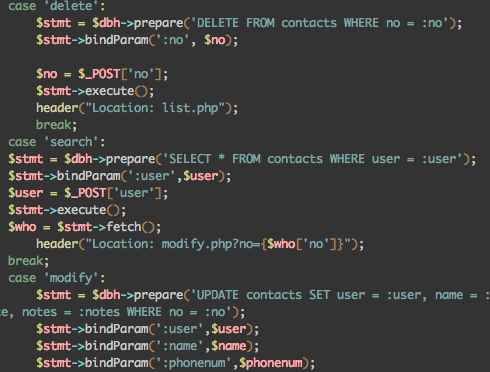 case 'delete':
$stmt = $dbh->prepare('DELETE FROM contacts WHERE no = :no');
$stmt->bindParam(':no', $no);
$no = $_POST['no'];
$stmt->execute();
header("Location: list.php");
break;
case 'search':
$stmt = $dbh->prepare('SELECT * FROM contacts WHERE user = :user');
$stmt->bindParam(':user',$user);
$user = $_POST['user'];
$stmt->execute();
$who = $stmt->fetch();
header("Location: modify.php?no={$who['no']}");
break;
case 'modify':
$stmt = $dbh->prepare('UPDATE contacts SET user = :user, name = :
e, notes = :notes WHERE no = :no');
$stmt->bindParam(':user',$user);
$stmt->bindParam(':name',$name);
$stmt->bindParam(':phonenum',$phonenum);